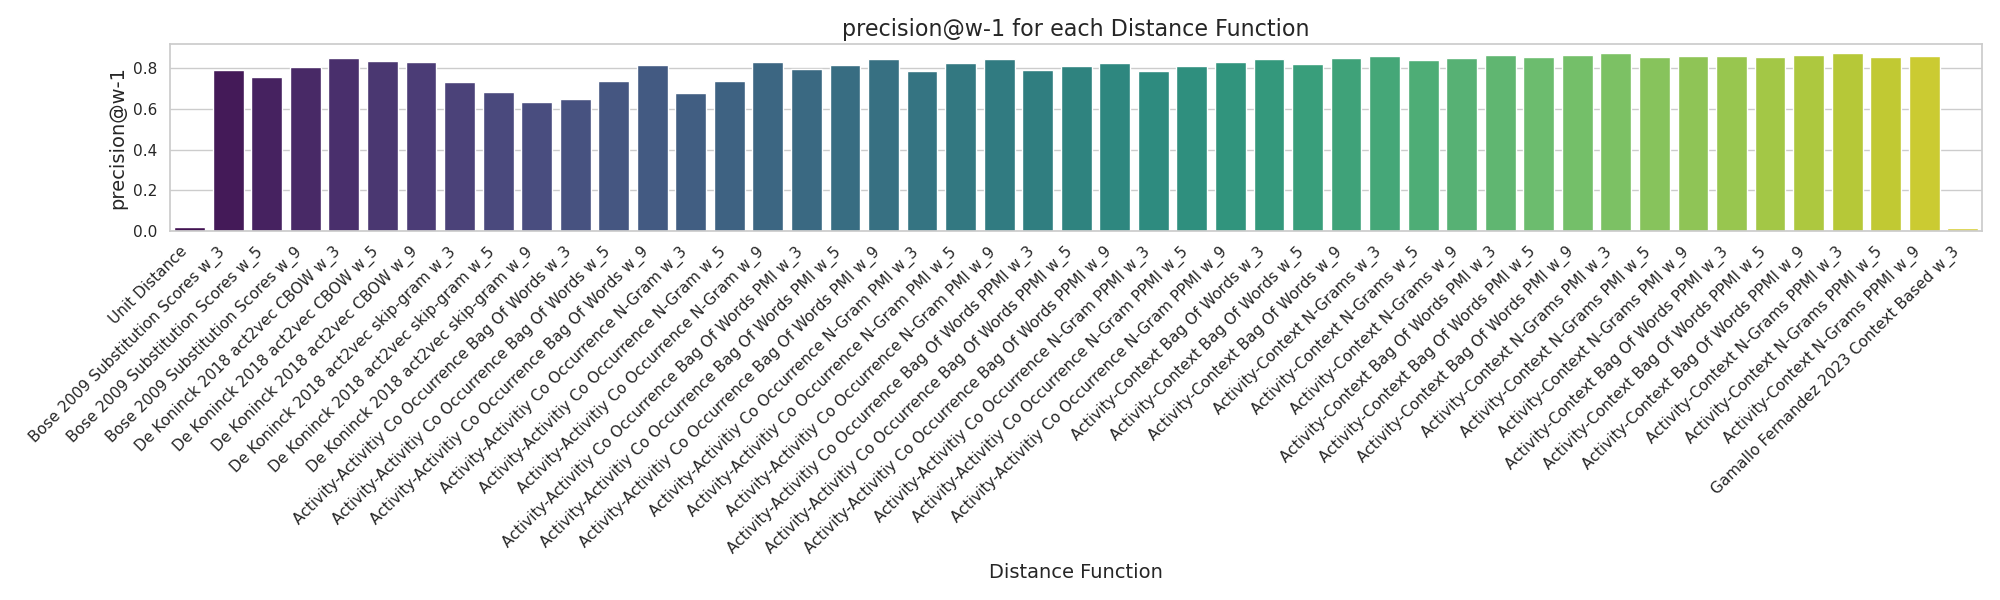 precision@w-1 for each Distance Function
precision@w-1
0.8
0.6
0.4
0.2
0.0
Unit Distance
Bose 2009 Substitution Scores w_3
Bose 2009 Substitution Scores w_5
Bose 2009 Substitution Scores w_9
De Koninck 2018 act2vec CBOW w_3
De Koninck 2018 act2vec CBOW w_5
De Koninck 2018 act2vec CBOW w_9
De Koninck 2018 act2vec skip-gram w_3
De Koninck 2018 act2vec skip-gram w_5
De Koninck 2018 act2vec skip-gram w_9
Activity-Activitiy Co Occurrence Bag Of Words w_3
Activity-Activitiy Co Occurrence Bag Of Words w_5
Activity-Activitiy Co Occurrence Bag Of Words w_9
Activity-Activitiy Co Occurrence N-Gram w_3
Activity-Activitiy Co Occurrence N-Gram w_5
Activity-Activitiy Co Occurrence N-Gram w_9
Activity-Activitiy Co Occurrence Bag Of Words PMI w_3
Activity-Activitiy Co Occurrence Bag Of Words PMI w_5
Activity-Activitiy Co Occurrence Bag Of Words PMI w_9
Activity-Activitiy Co Occurrence N-Gram PMI w_3
Activity-Activitiy Co Occurrence N-Gram PMI w_5
Activity-Activitiy Co Occurrence N-Gram PMI w_9
Activity-Activitiy Co Occurrence Bag Of Words PPMI w_3
Activity-Activitiy Co Occurrence Bag Of Words PPMI w_5
Activity-Activitiy Co Occurrence Bag Of Words PPMI w_9
Activity-Activitiy Co Occurrence N-Gram PPMI w_3
Activity-Activitiy Co Occurrence N-Gram PPMI w_5
Activity-Activitiy Co Occurrence N-Gram PPMI w_9
Activity-Context Bag Of Words w_3
Activity-Context Bag Of Words w_5
Activity-Context Bag Of Words w_9
Activity-Context N-Grams w_3
Activity-Context N-Grams w_5
Activity-Context N-Grams w_9
Activity-Context Bag Of Words PMI w_3
Activity-Context Bag Of Words PMI w_5
Activity-Context Bag Of Words PMI w_9
Activity-Context N-Grams PMI w_3
Activity-Context N-Grams PMI w_5
Activity-Context N-Grams PMI w_9
Activity-Context Bag Of Words PPMI w_3
Activity-Context Bag Of Words PPMI w_5
Activity-Context Bag Of Words PPMI w_9
Activity-Context N-Grams PPMI w_3
Activity-Context N-Grams PPMI w_5
Activity-Context N-Grams PPMI w_9
Gamallo Fernandez 2023 Context Based w_3
Distance Function